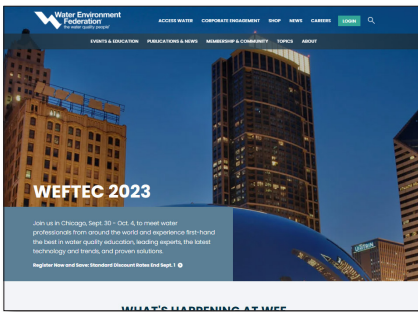 Water Environment
Federation
the water quality people
ACCESS WATER CORPORATE ENGAGEMENT SHOP NEWS CAREERS LOGIN
EVENTS & EDUCATION PUBLICATIONS & NEWS MEMBERSHIP & COMMUNITY TOPICS ABOUT
WEFTEC 2023
Join us in Chicago, Sept. 30 - Oct. 4, to meet water
professionals from around the world and experience first-hand
the best in water quality education, leading experts, the latest
technology and trends, and proven solutions.
Register Now and Save: Standard Discount Rates End Sept. 1
WHAT'S HAPPENING AT WEF